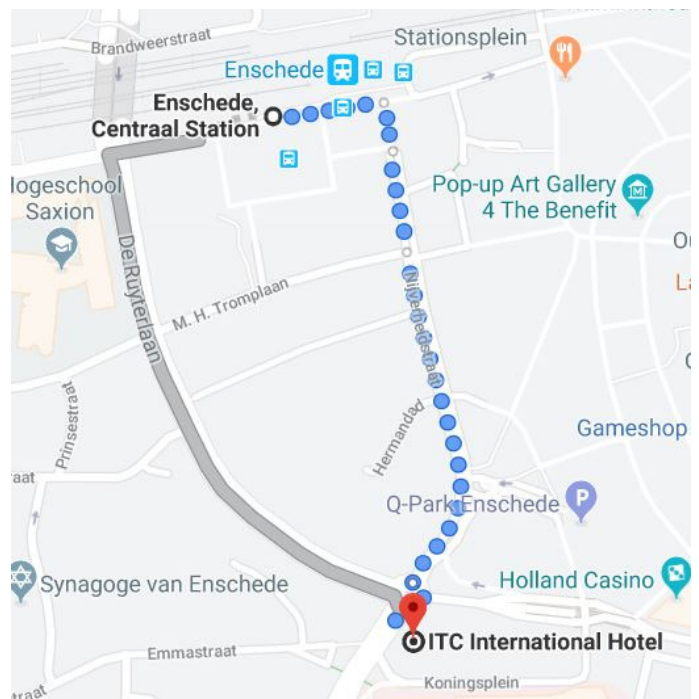 Brandweerstraat
Stationsplein
Enschede
Enschede,
Centraal Station
Hogeschool
Saxion
Pop-up Art Gallery
4 The Benefit
De Ruyterlaan
M. H. Tromplaan
Nijverheidstraat
Prinsestraat
Hermandad
Gameshop
Q-Park Enschede
P
Synagoge van Enschede
Holland Casino
ITC International Hotel
Emmastraat
Koningsplein